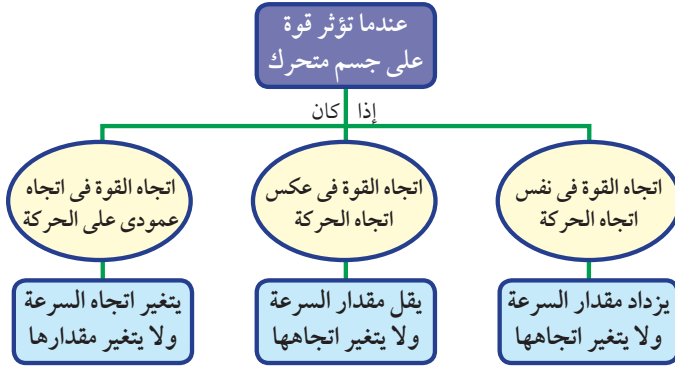 عندما تؤثر قوة
على جسم متحرك
إذا كان
اتجاه القوة فى نفس
اتجاه الحركة
اتجاه القوة فى عكس
اتجاه الحركة
اتجاه القوة فى اتجاه
عمودى على الحركة
يزداد مقدار السرعة
ولا يتغير اتجاهها
يقل مقدار السرعة
ولا يتغير اتجاهها
يتغير اتجاه السرعة
ولا يتغير مقدارها